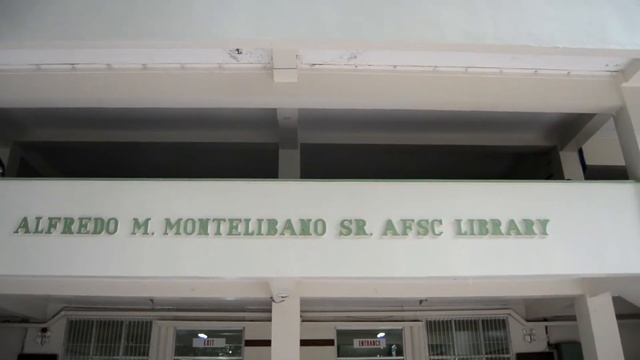 ALFREDO M. MONTELIBANO SR. AFSC LIBRARY
EXIT
ENTRANCE